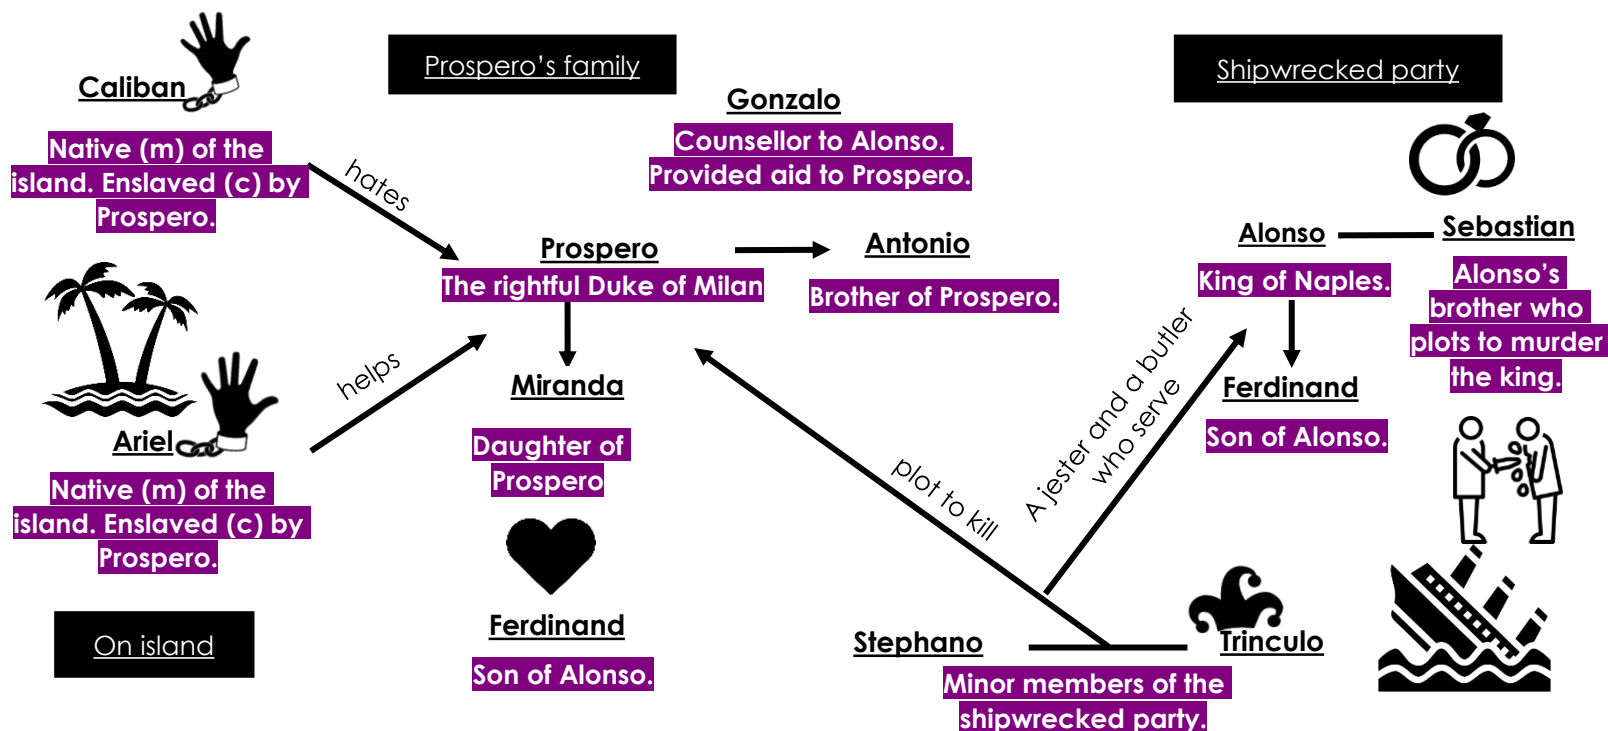 Caliban
Native (m) of the
island. Enslaved (c) by
Prospero.
hates
Prospero's family
Gonzalo
Counsellor to Alonso.
Provided aid to Prospero.
Shipwrecked party
Prospero
The rightful Duke of Milan
Antonio
Brother of Prospero.
Alonso
King of Naples.
Sebastian
Alonso's
brother who
plots to murder
the king.
helps
Ariel
Native (m) of the
island. Enslaved (c) by
Prospero.
On island
Miranda
Daughter of
Prospero
Ferdinand
Son of Alonso.
plot to kill
A jester and a butler
who serve
Ferdinand
Son of Alonso.
Stephano
Trinculo
Minor members of the
shipwrecked party.